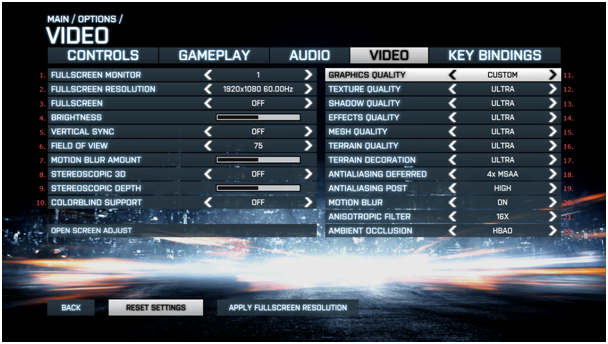 MAIN / OPTIONS /
VIDEO
CONTROLS GAMEPLAY AUDIO VIDEO KEY BINDINGS
1. FULLSCREEN MONITOR 1
2. FULLSCREEN RESOLUTION 1920x1080 60.00Hz
3. FULLSCREEN OFF
4. BRIGHTNESS
5. VERTICAL SYNC OFF
6. FIELD OF VIEW 75
7. MOTION BLUR AMOUNT
8. STEREOSCOPIC 3D OFF
9. STEREOSCOPIC DEPTH
10. COLORBLIND SUPPORT OFF
OPEN SCREEN ADJUST
GRAPHICS QUALITY CUSTOM 11.
TEXTURE QUALITY ULTRA 12.
SHADOW QUALITY ULTRA 13.
EFFECTS QUALITY ULTRA 14.
MESH QUALITY ULTRA 15.
TERRAIN QUALITY ULTRA 16.
TERRAIN DECORATION ULTRA 17.
ANTIALIASING DEFERRED 4x MSAA 18.
ANTIALIASING POST HIGH 19.
MOTION BLUR ON 20.
ANISOTROPIC FILTER 16X 21.
AMBIENT OCCLUSION HBAO 22.
BACK RESET SETTINGS APPLY FULLSCREEN RESOLUTION